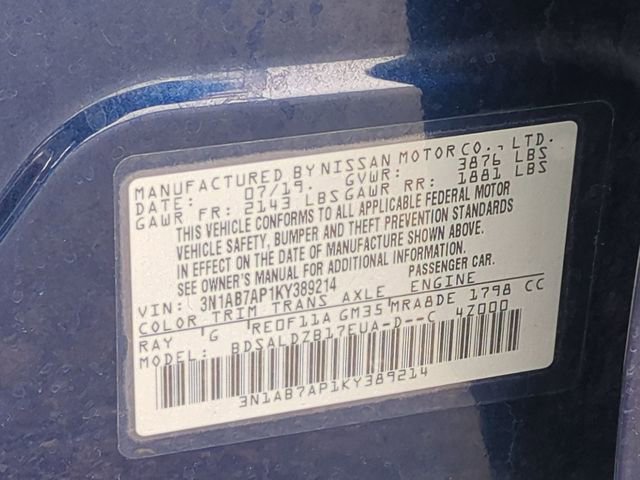 MANUFACTURED BY NISSAN MOTOR CO., LTD.
DATE: 07/19. GVWR: 3876 LBS
GAWR FR: 2143 LBS GAWR RR: 1881 LBS
THIS VEHICLE CONFORMS TO ALL APPLICABLE FEDERAL MOTOR
VEHICLE SAFETY, BUMPER AND THEFT PREVENTION STANDARDS
IN EFFECT ON THE DATE OF MANUFACTURE SHOWN ABOVE.
SEE OWNER'S MANUAL FOR ADDITIONAL INFORMATION.
VIN: 3N1AB7AP1KY389214 PASSENGER CAR.
COLOR TRIM TRANS AXLE ENGINE
RAY G RE0F11A GM35 MRA8DE 1798 CC
MODEL: BDSALDZB17EUA-D--C 4Z000
3N1AB7AP1KY389214